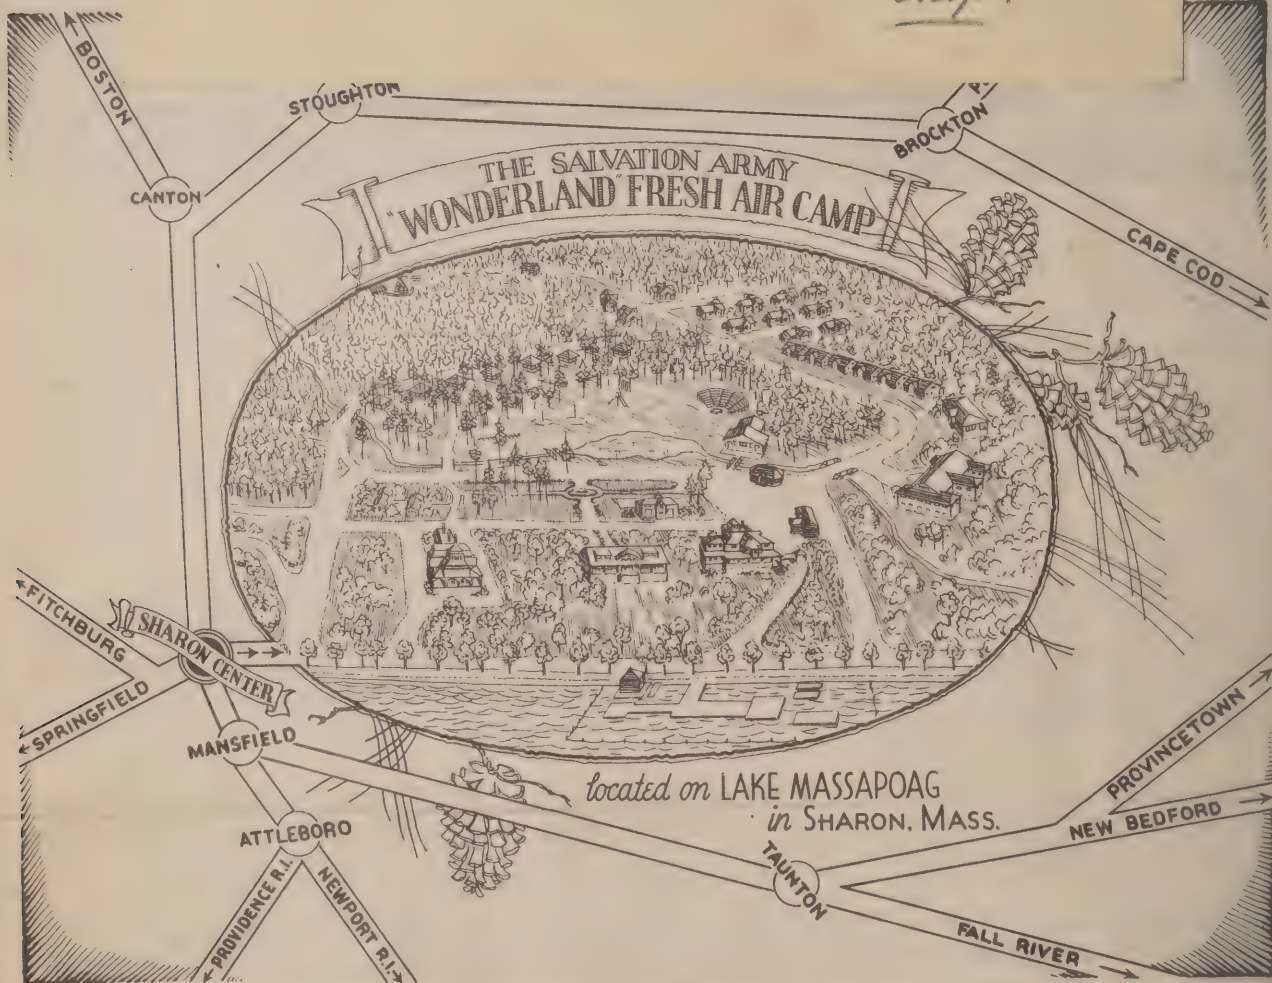 BOSTON
STOUGHTON
BROCKTON
CANTON
CAPE COD
THE SALVATION ARMY
"WONDERLAND" FRESH AIR CAMP
FITCHBURG
SHARON CENTER
SPRINGFIELD
MANSFIELD
located on LAKE MASSAPOAG
in SHARON. MASS.
PROVINCETOWN
NEW BEDFORD
ATTLEBORO
TAUNTON
PROVIDENCE R.I.
NEWPORT R.I.
FALL RIVER